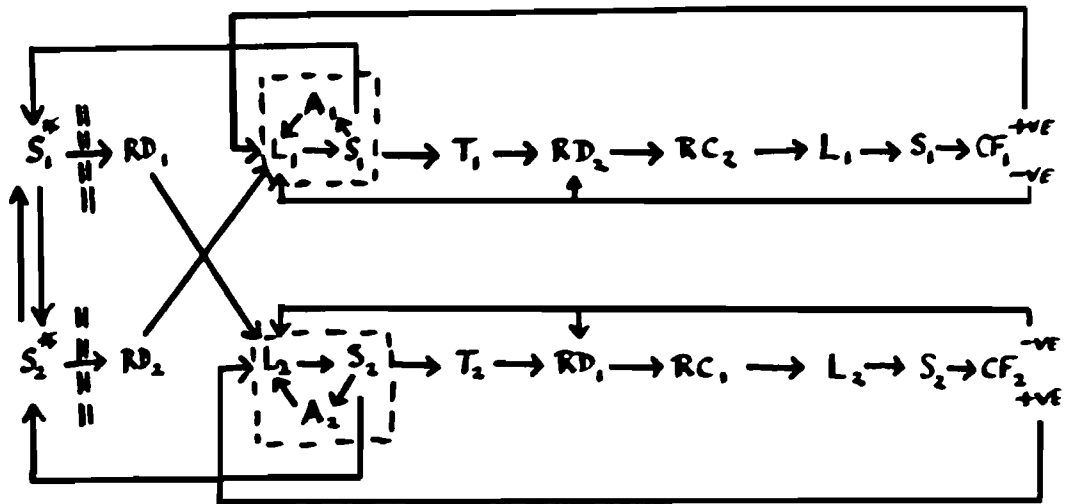 +VE
A₁
S₁* RD₁ L₁ S₁ T₁ RD₂ RC₂ L₁ S₁ CF₁
-VE
-VE
S₂* RD₂ L₂ S₂ T₂ RD₁ RC₁ L₂ S₂ CF₂
+VE
A₂